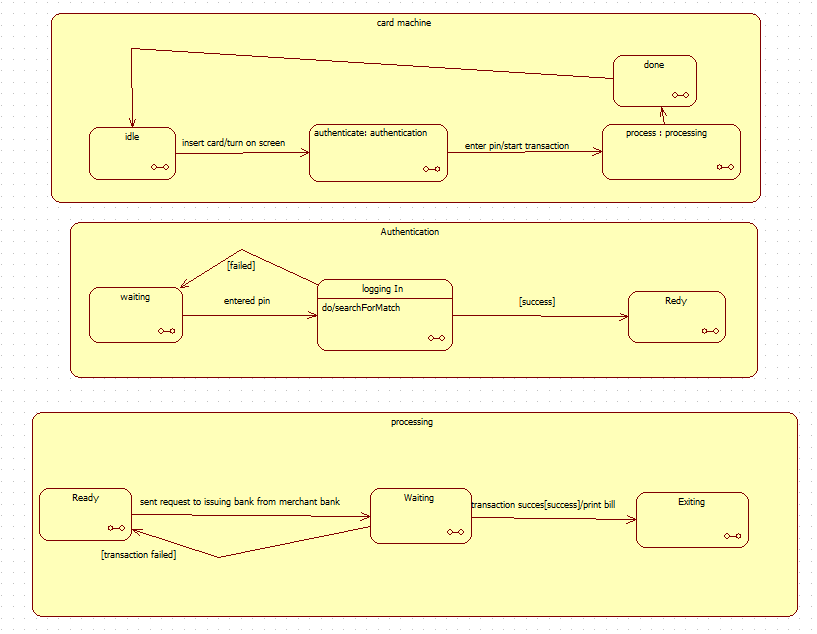 card machine
done
idle
insert card/turn on screen
authenticate: authentication
enter pin/start transaction
process : processing
Authentication
[failed]
waiting
entered pin
logging In
do/searchForMatch
[success]
Redy
processing
Ready
sent request to issuing bank from merchant bank
Waiting
transaction succes[success]/print bill
Exiting
[transaction failed]